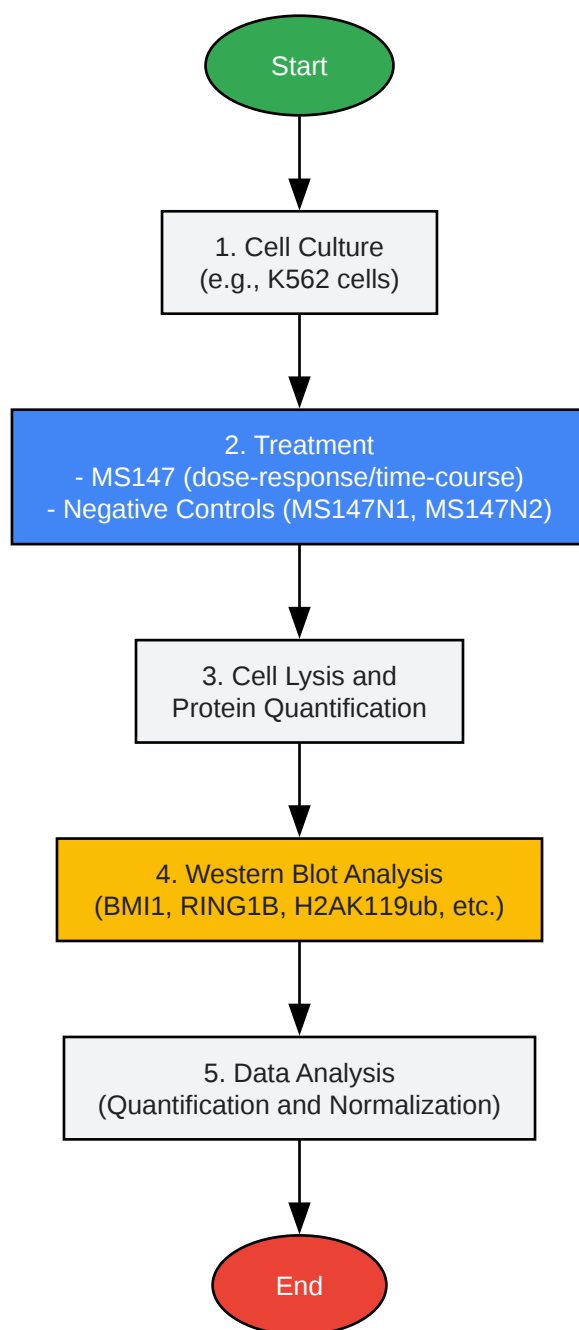 Start
1. Cell Culture
(e.g., K562 cells)
2. Treatment
- MS147 (dose-response/time-course)
- Negative Controls (MS147N1, MS147N2)
3. Cell Lysis and
Protein Quantification
4. Western Blot Analysis
(BMI1, RING1B, H2AK119ub, etc.)
5. Data Analysis
(Quantification and Normalization)
End